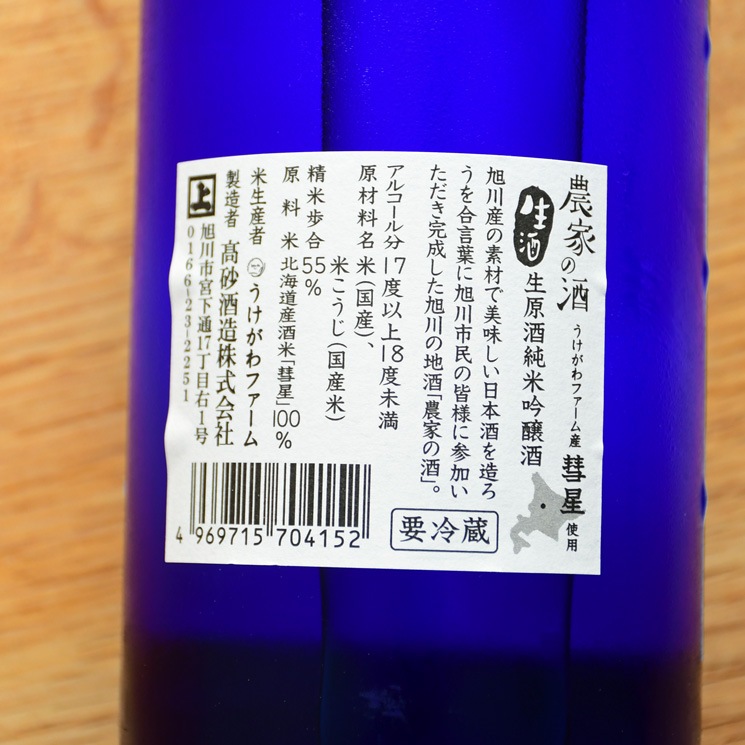 農家の酒 うけがわファーム産 彗星 使用
生酒 生原酒純米吟醸酒
旭川産の素材で美味しい日本酒を造ろ
うを合言葉に旭川市民の皆様に参加い
ただき完成した旭川の地酒「農家の酒」。
アルコール分 17度以上18度未満
原材料名 米(国産)、
米こうじ(国産米)
精米歩合 55%
原料米 北海道産酒米「彗星」100%
米生産者 うけがわファーム
製造者 髙砂酒造株式会社
上 旭川市宮下通17丁目右1号
0166-23-2251
要冷蔵
4 969715 704152